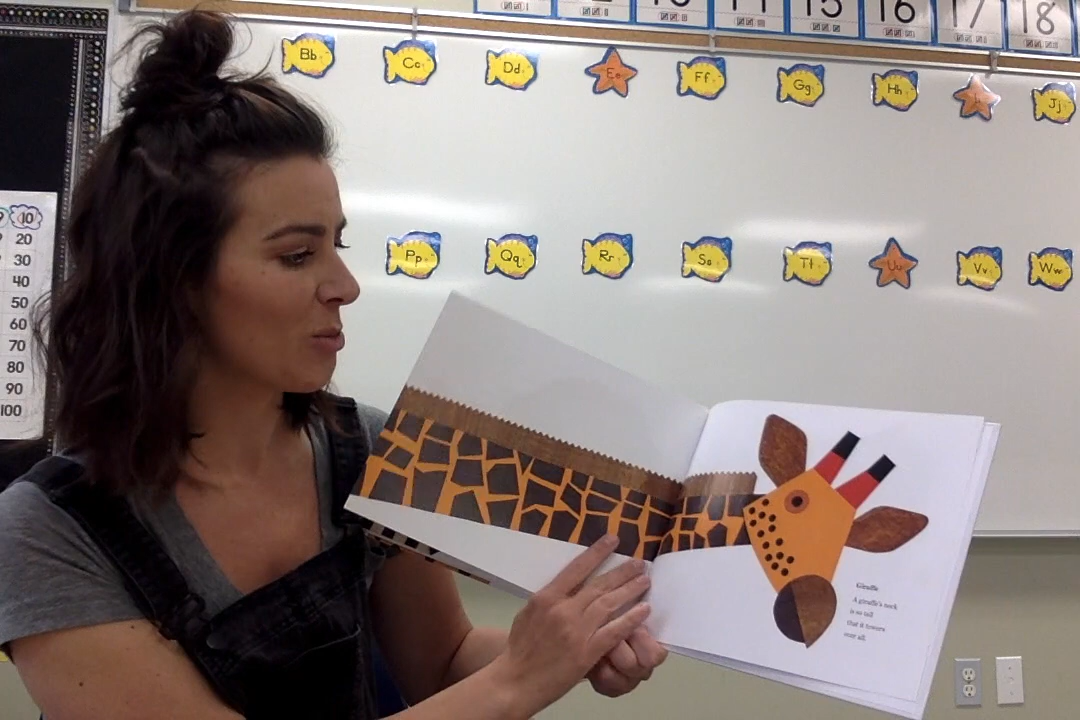 15 16 17 18
Bb Cc Dd Ee Ff Gg Hh Jj
10
20
30
40
50
60
70
80
90
100
Pp Qq Rr Ss Tt Uu Vv Ww
Giraffe
A giraffe's neck
is so tall
that it towers
over all.